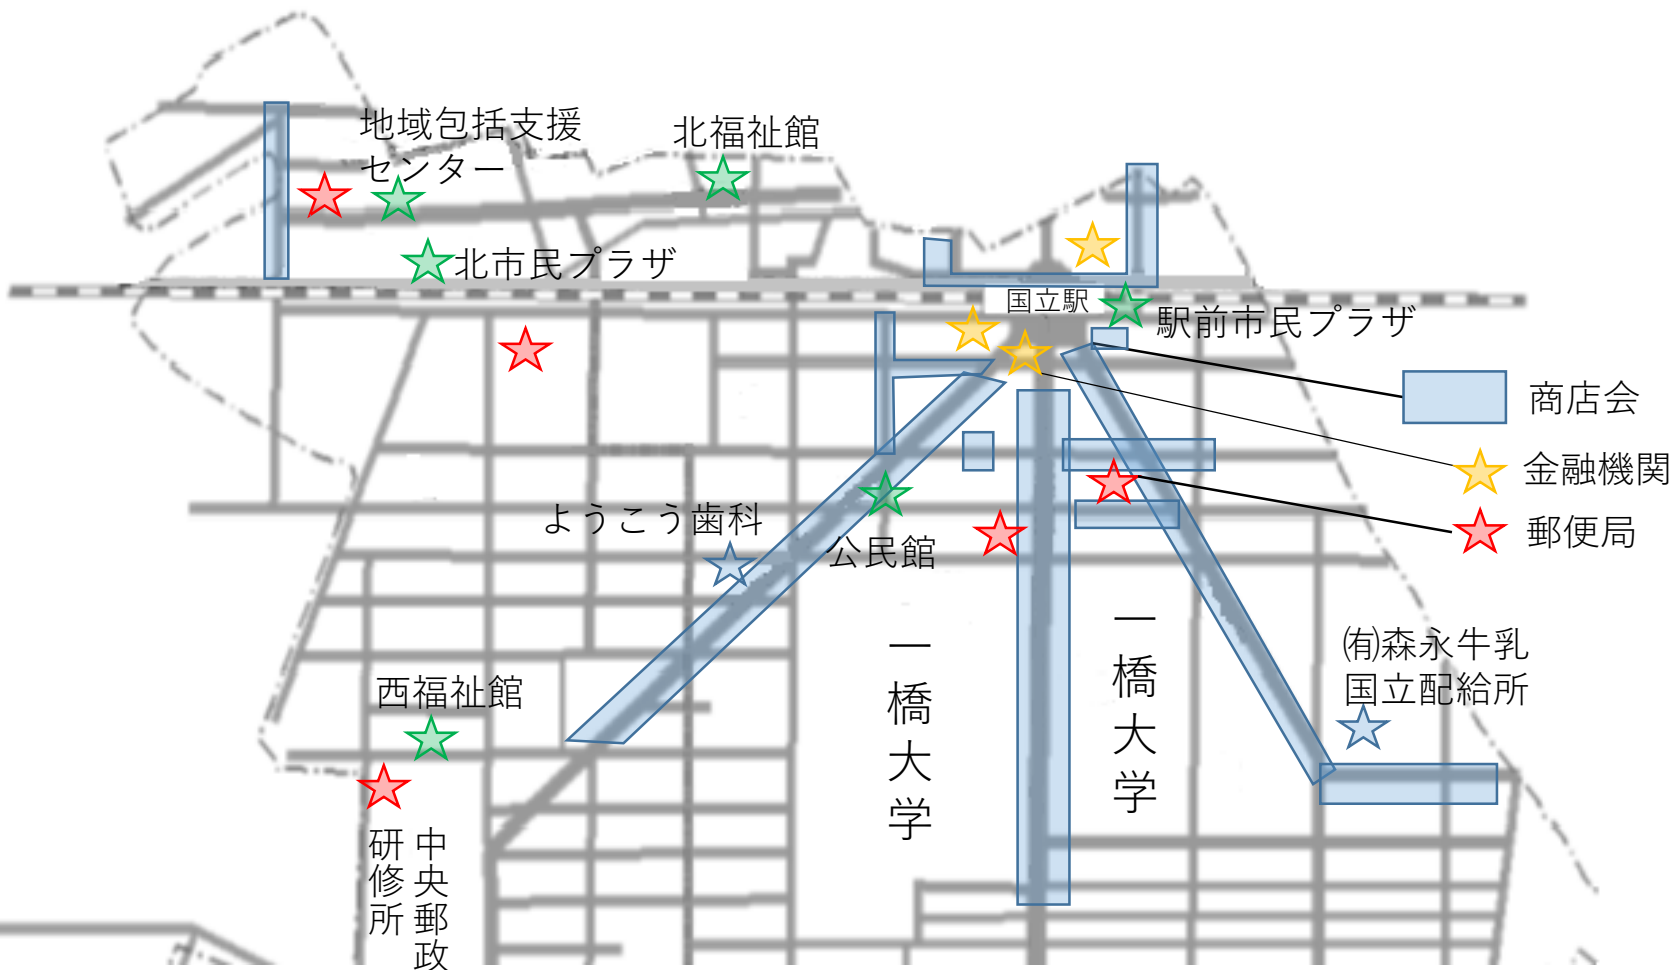 地域包括支援
センター
北福祉館
北市民プラザ
国立駅
駅前市民プラザ
商店会
金融機関
郵便局
ようこう歯科
公民館
一橋大学
一橋大学
㈲森永牛乳
国立配給所
西福祉館
中央郵政
研修所